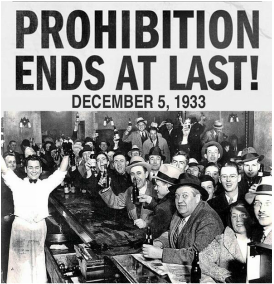 PROHIBITION
ENDS AT LAST!
DECEMBER 5, 1933